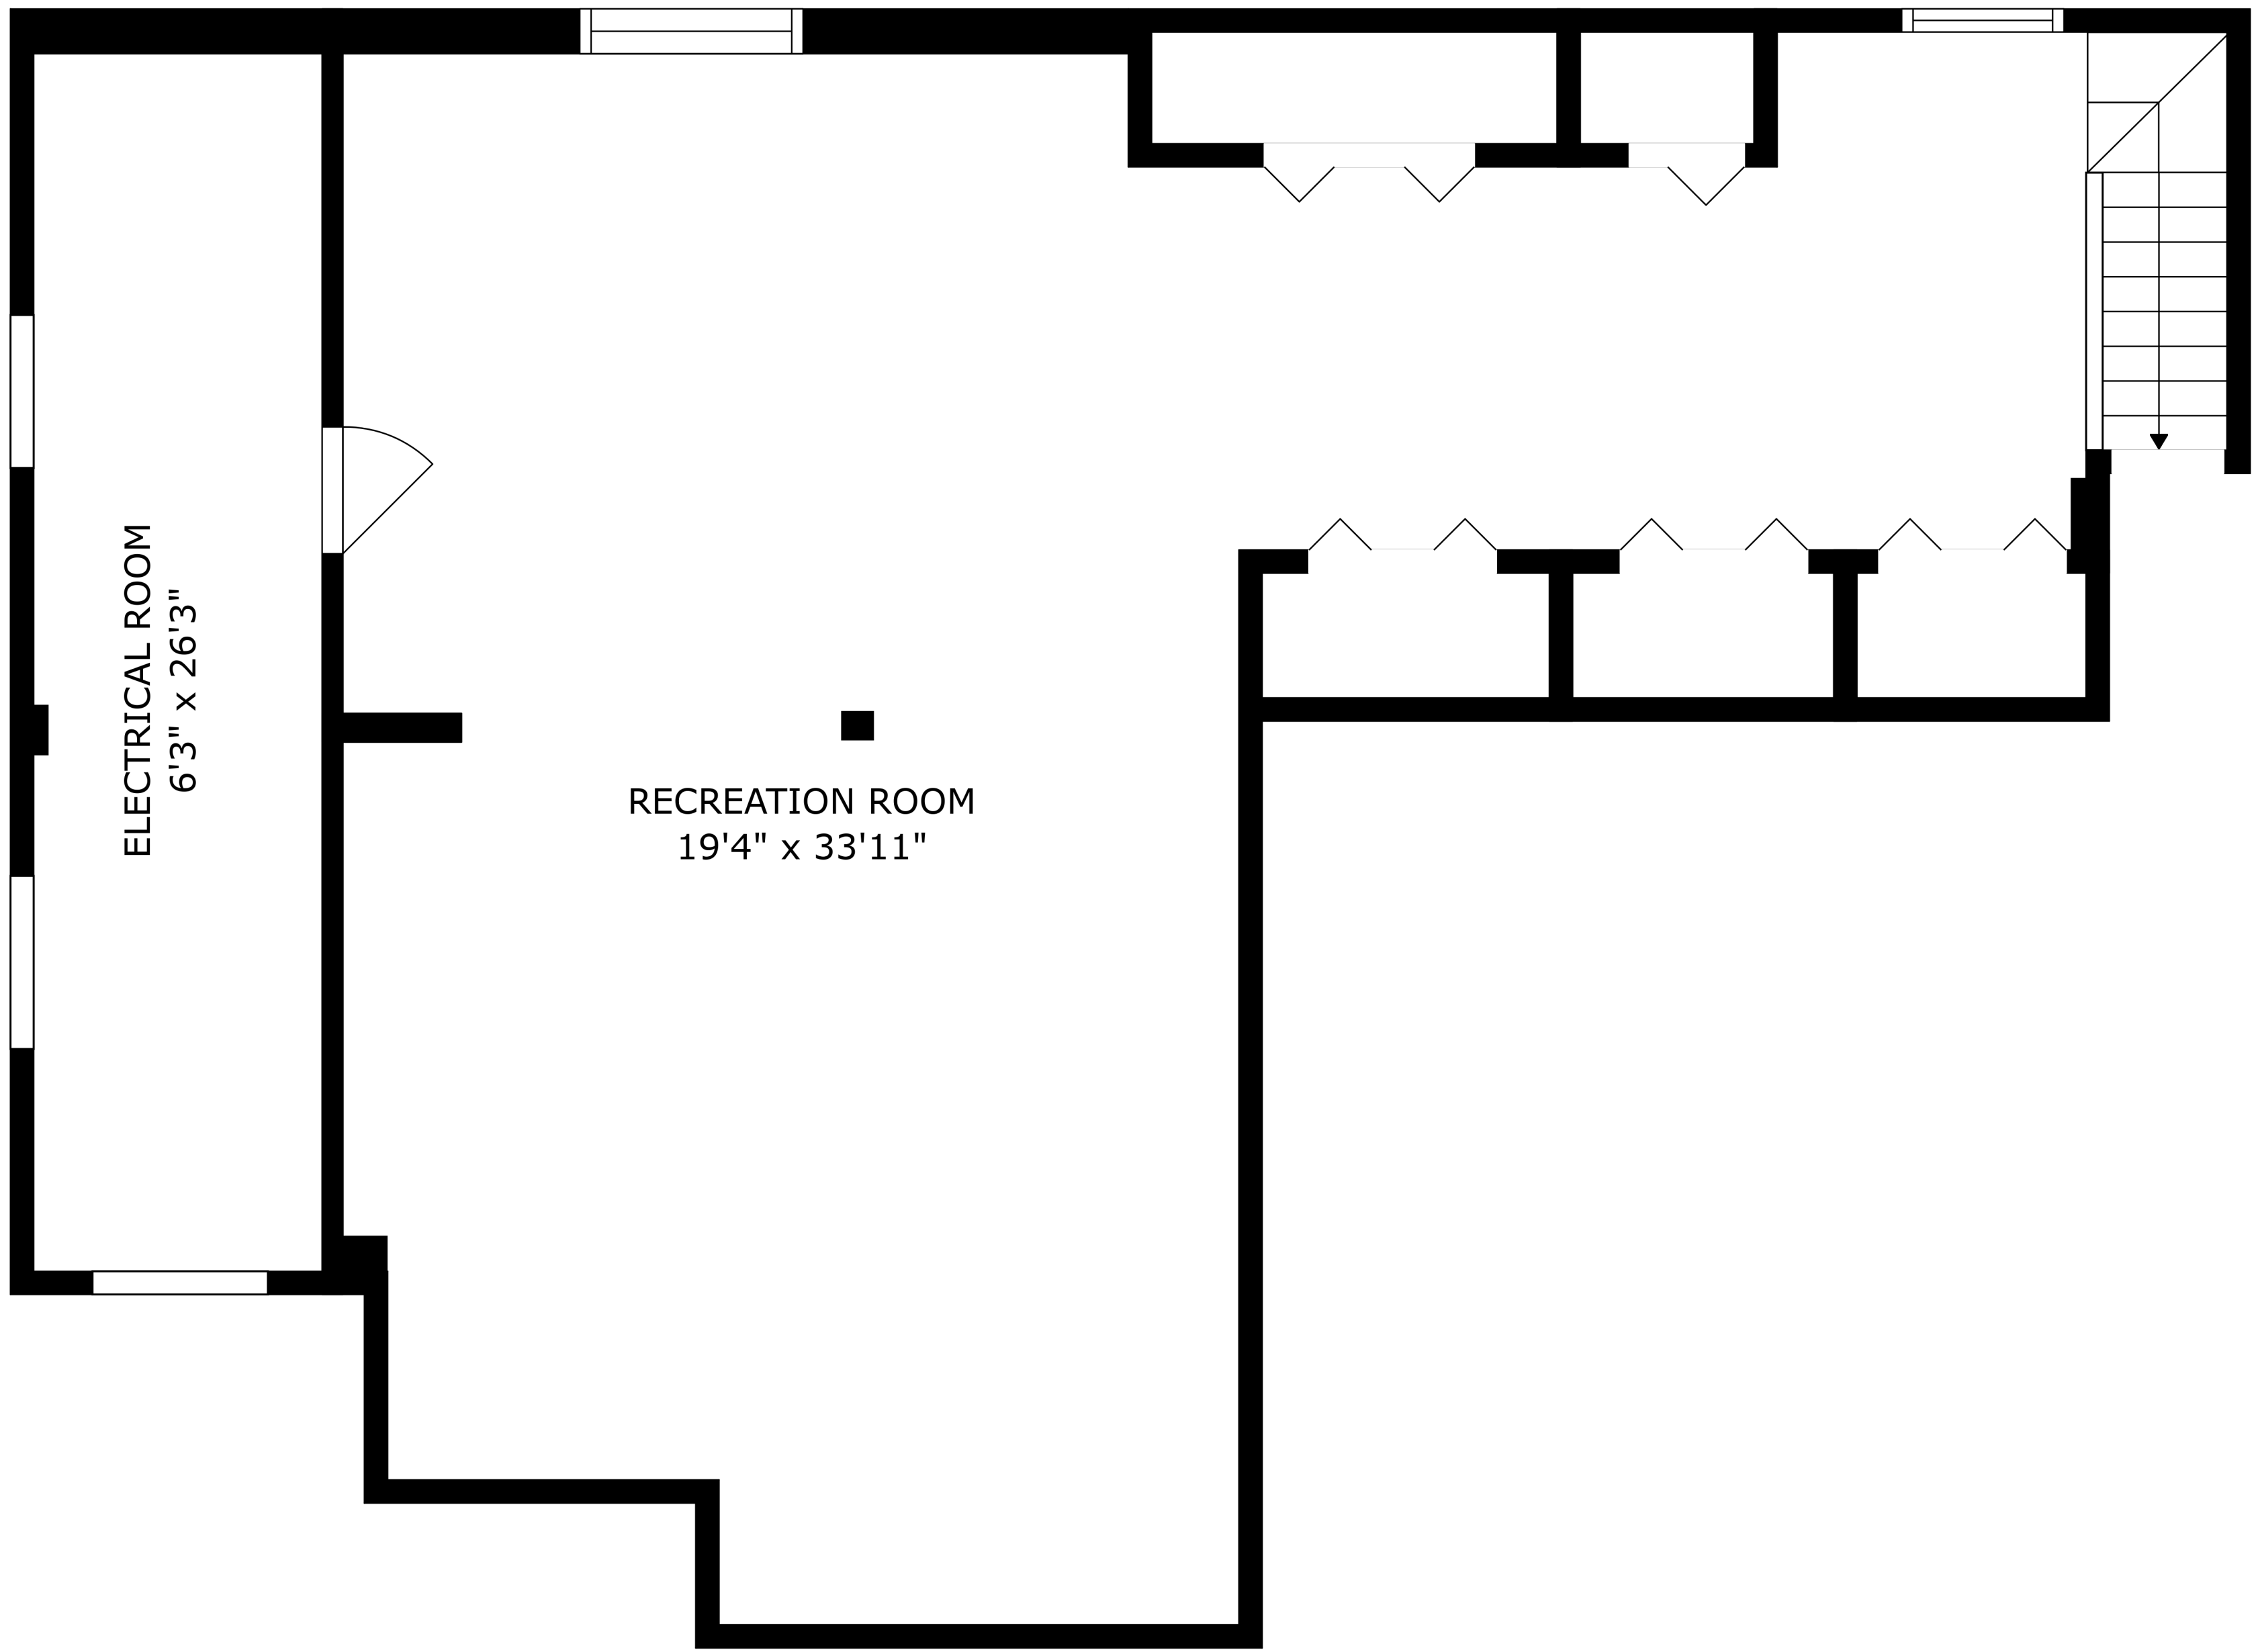 ELECTRICAL ROOM
6'3" x 26'3"
RECREATION ROOM
19'4" x 33'11"